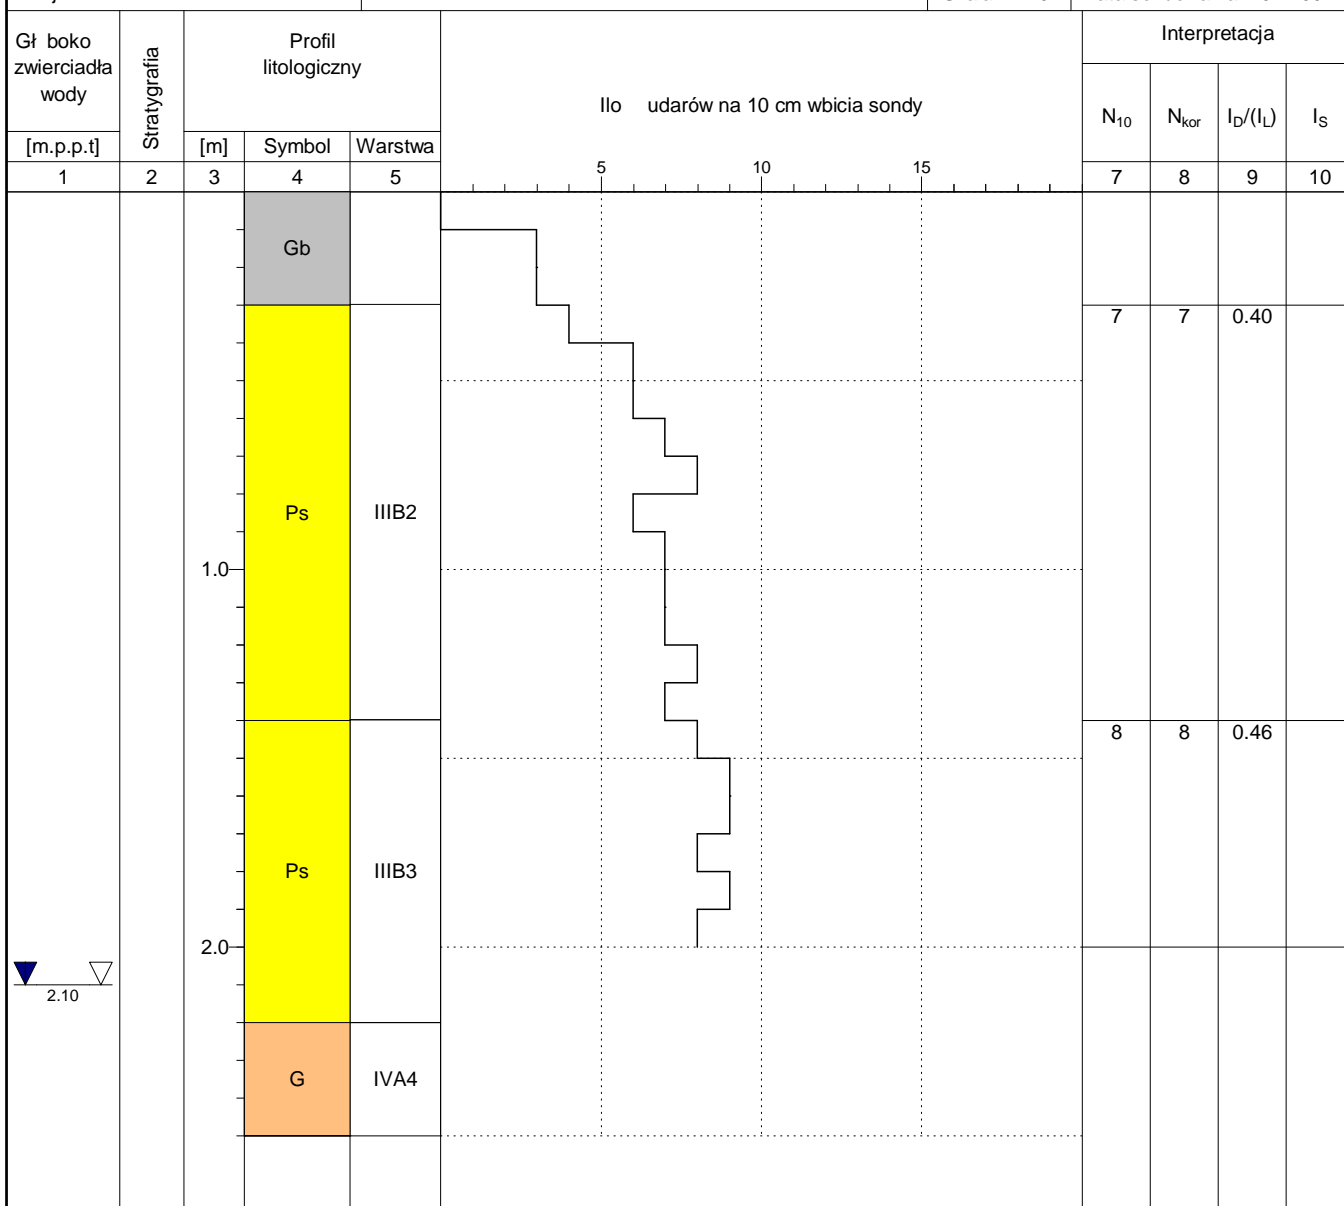 Gł boko
zwierciadła
wody
[m.p.p.t]
1
Stratygrafia
2
Profil
litologiczny
[m] Symbol Warstwa
3 4 5
Ilo udarów na 10 cm wbicia sondy
5 10 15
Interpretacja
N10 Nkor ID/(IL) IS
7 8 9 10
Gb
7 7 0.40
Ps IIIB2
1.0
8 8 0.46
Ps IIIB3
2.0
2.10
G IVA4